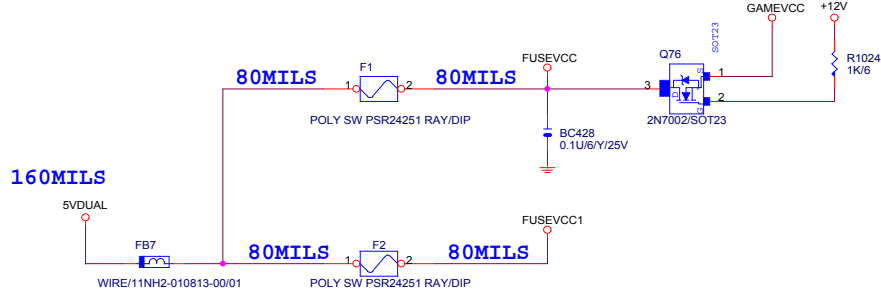 GAMEVCC
+12V
SOT23
FUSEVCC
Q76
F1
R1024
1K/6
80MILS
80MILS
1
2
3
S
D
G
1
2
POLY SW PSR24251 RAY/DIP
2N7002/SOT23
BC428
0.1U/6/Y/25V
160MILS
5VDUAL
FUSEVCC1
FB7
80MILS
F2
80MILS
1
2
WIRE/11NH2-010813-00/01
POLY SW PSR24251 RAY/DIP